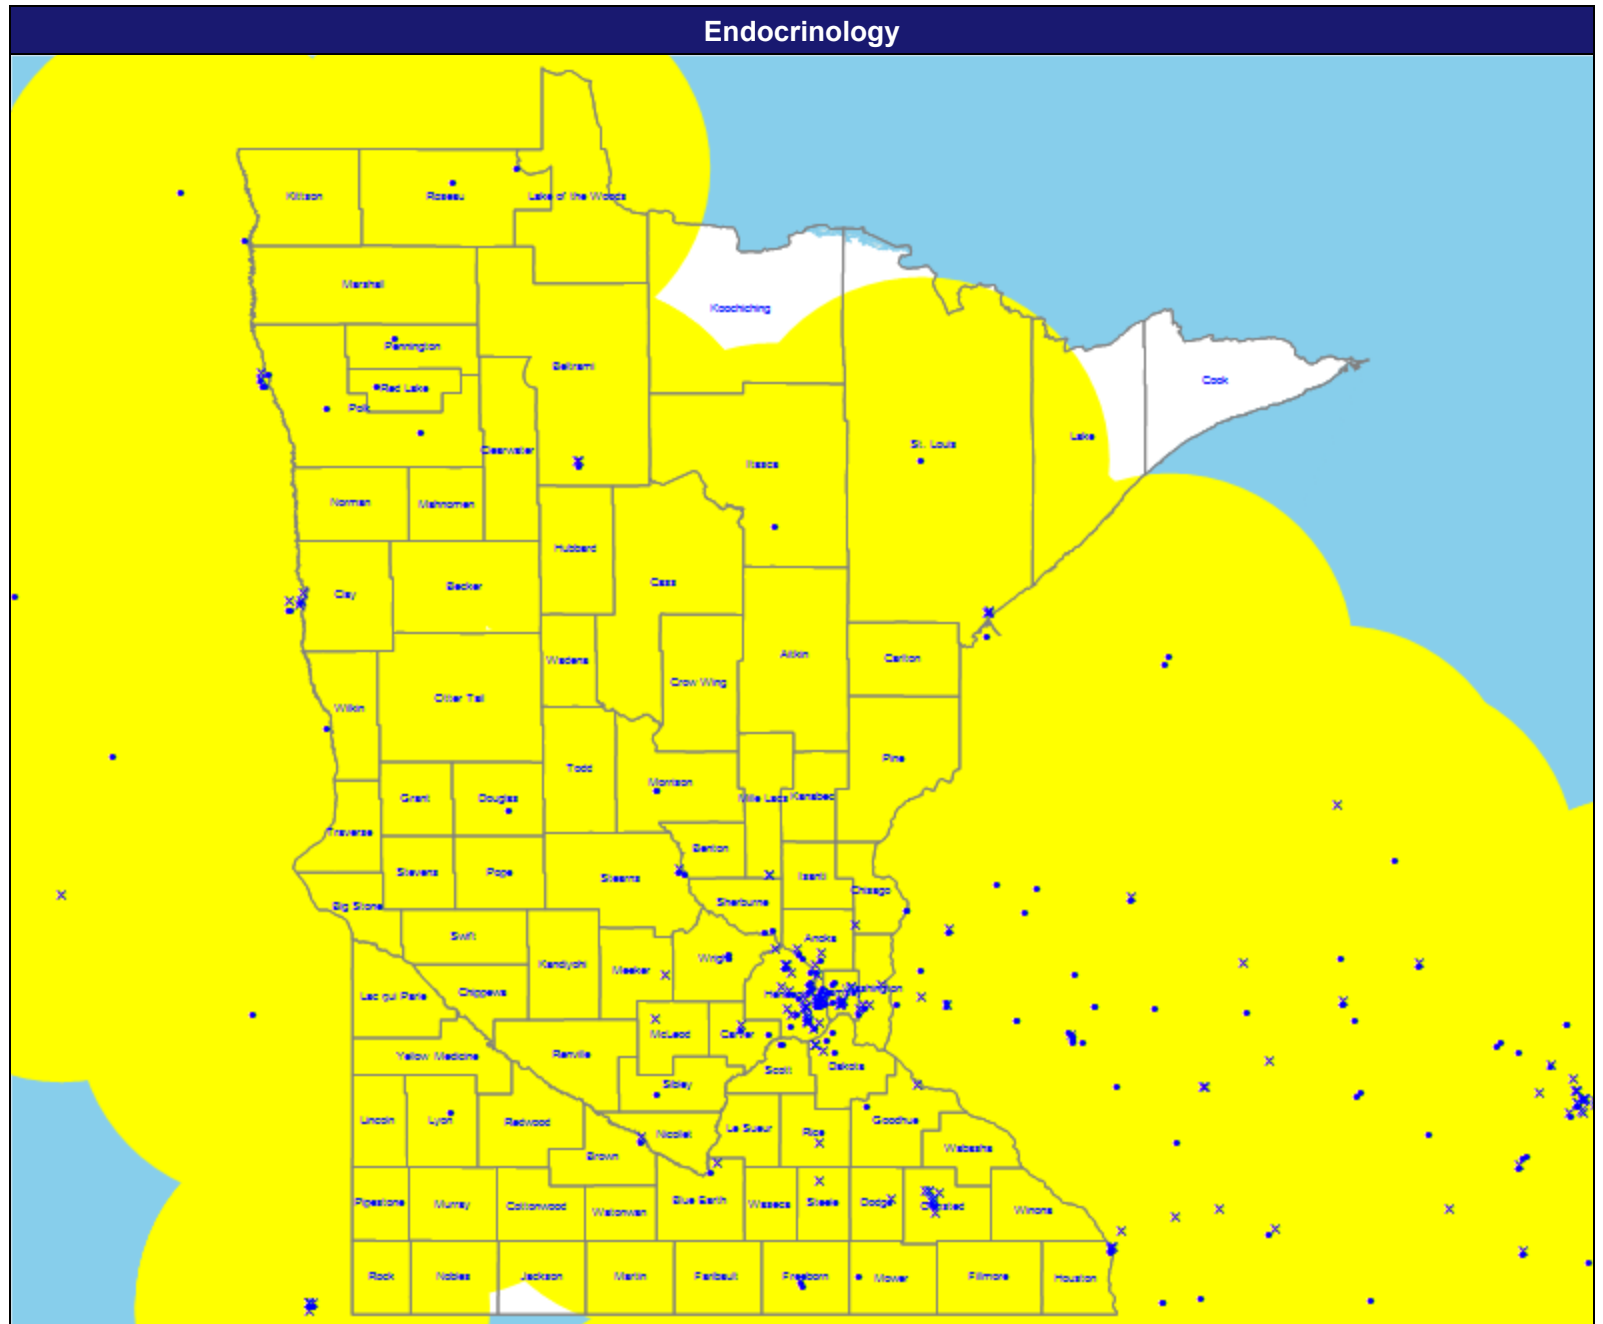 Endocrinology
Kittson
Roseau
Lake of the Woods
Marshall
Koochiching
Pennington
Beltrami
Cook
Red Lake
Polk
Lake
St. Louis
Clearwater
Itasca
Norman
Mahnomen
Hubbard
Cass
Becker
Clay
Aitkin
Carlton
Wadena
Crow Wing
Otter Tail
Wilkin
Pine
Todd
Morrison
Grant
Douglas
Mille Lacs
Kanabec
Traverse
Benton
Stevens
Pope
Stearns
Isanti
Chisago
Sherburne
Big Stone
Swift
Anoka
Wright
Kandiyohi
Meeker
Washington
Chippewa
Lac qui Parle
McLeod
Carver
Renville
Yellow Medicine
Scott
Dakota
Sibley
Lincoln
Lyon
Redwood
Goodhue
Le Sueur
Rice
Nicollet
Wabasha
Brown
Pipestone
Murray
Cottonwood
Watonwan
Blue Earth
Waseca
Steele
Dodge
Olmsted
Winona
Rock
Nobles
Jackson
Martin
Faribault
Freeborn
Mower
Fillmore
Houston